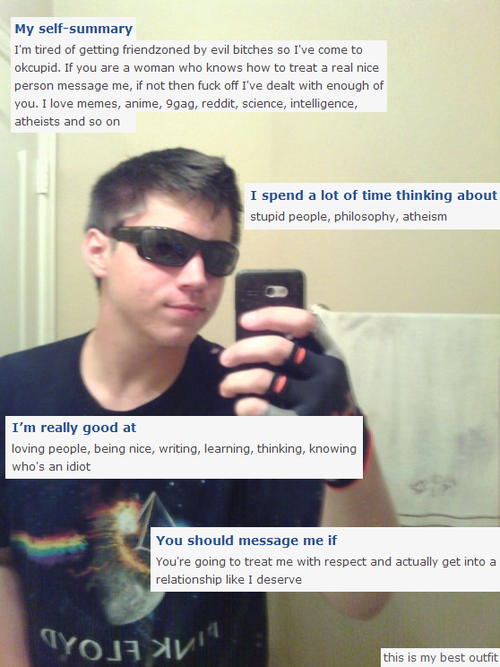 My self-summary
I'm tired of getting friendzoned by evil bitches so I've come to
okcupid. If you are a woman who knows how to treat a real nice
person message me, if not then fuck off I've dealt with enough of
you. I love memes, anime, 9gag, reddit, science, intelligence,
atheists and so on
I spend a lot of time thinking about
stupid people, philosophy, atheism
I'm really good at
loving people, being nice, writing, learning, thinking, knowing
who's an idiot
You should message me if
You're going to treat me with respect and actually get into a
relationship like I deserve
PINK FLOYD
this is my best outfit